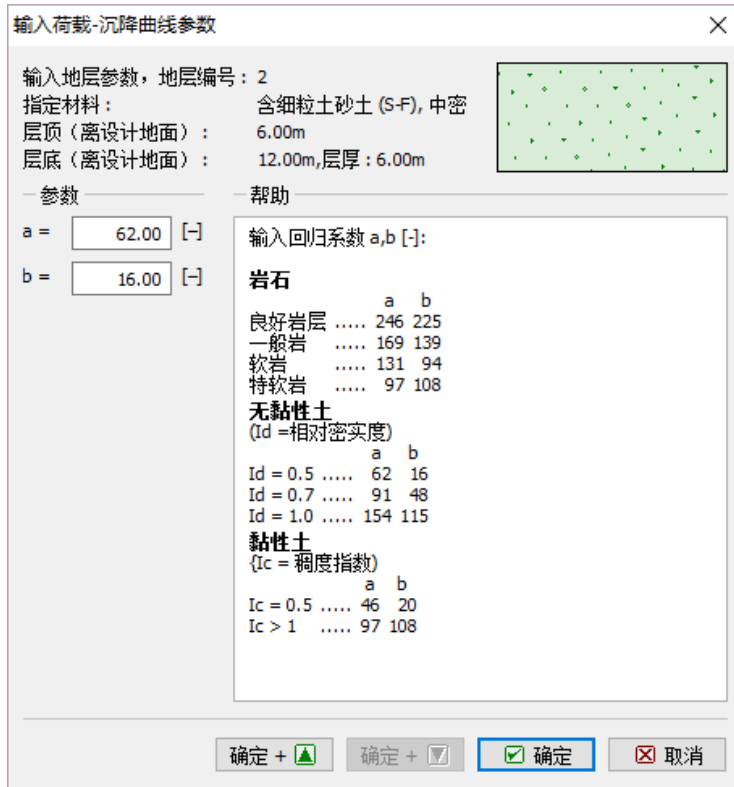 输入荷载-沉降曲线参数
输入地层参数，地层编号：2
指定材料： 含细粒土砂土 (S-F), 中密
层顶（离设计地面）： 6.00m
层底（离设计地面）： 12.00m,层厚：6.00m
参数
a = 62.00 [-]
b = 16.00 [-]
帮助
输入回归系数 a,b [-]:
岩石
a b
良好岩层 ..... 246 225
一般岩 ..... 169 139
软岩 ..... 131 94
特软岩 ..... 97 108
无黏性土
(Id =相对密实度)
a b
Id = 0.5 ..... 62 16
Id = 0.7 ..... 91 48
Id = 1.0 ..... 154 115
黏性土
{Ic = 稠度指数)
a b
Ic = 0.5 ..... 46 20
Ic > 1 ..... 97 108
确定 +
确定 +
确定
取消